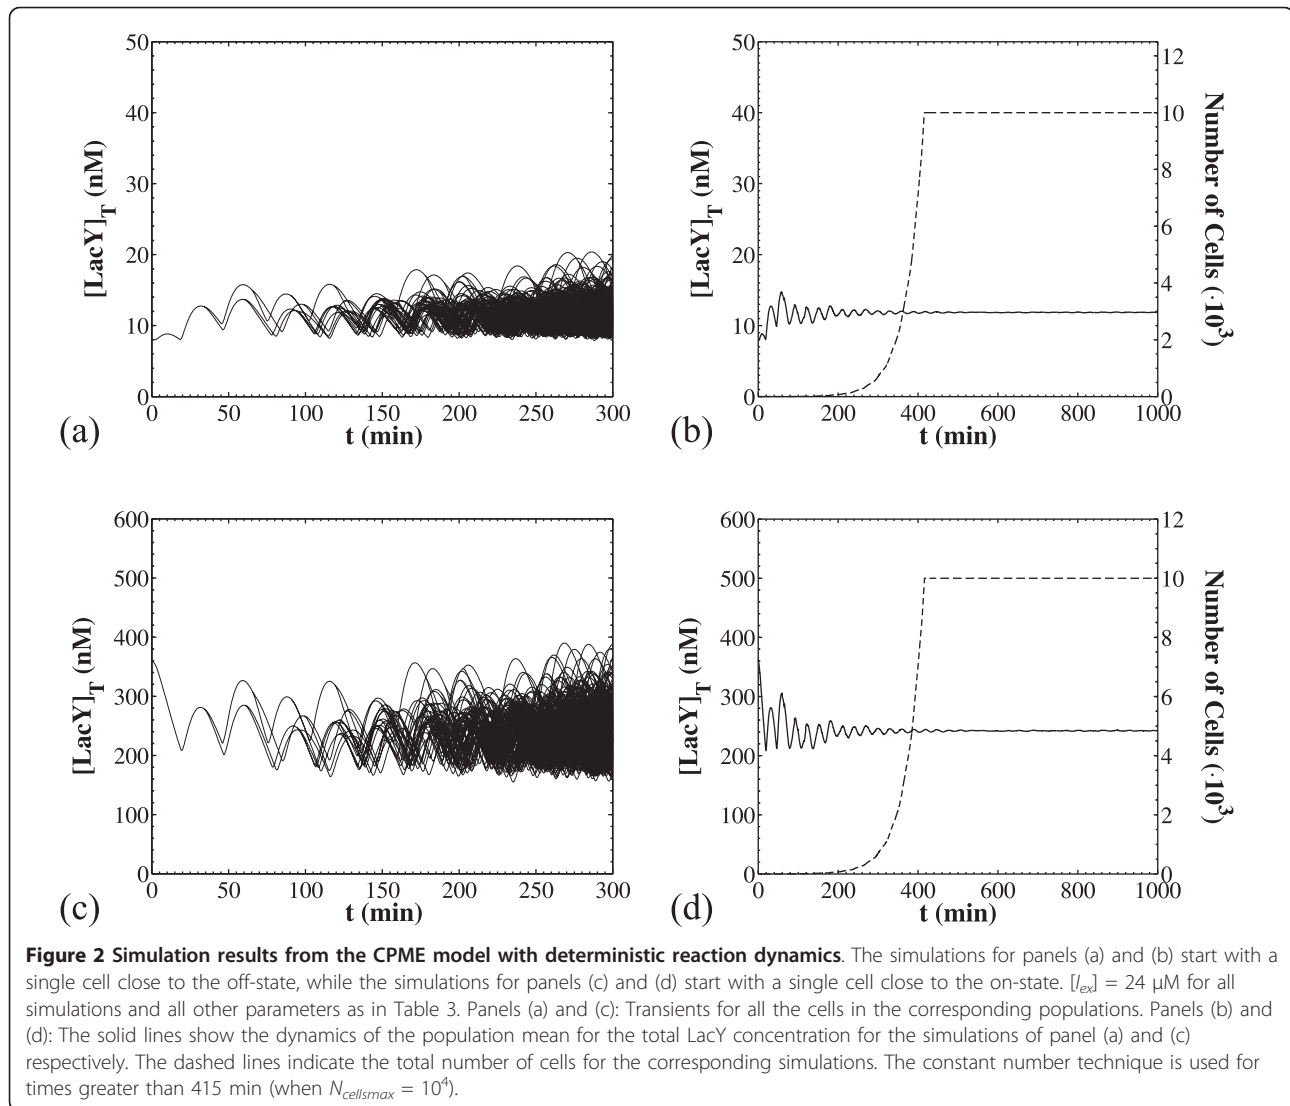 50
40
30
20
10
0
[LacY]T (nM)
0 50 100 150 200 250 300
t (min)
(a)
50
40
30
20
10
0
[LacY]T (nM)
12
10
8
6
4
2
0
Number of Cells (·10³)
0 200 400 600 800 1000
t (min)
(b)
600
500
400
300
200
100
0
[LacY]T (nM)
0 50 100 150 200 250 300
t (min)
(c)
600
500
400
300
200
100
0
[LacY]T (nM)
12
10
8
6
4
2
0
Number of Cells (·10³)
0 200 400 600 800 1000
t (min)
(d)
Figure 2 Simulation results from the CPME model with deterministic reaction dynamics. The simulations for panels (a) and (b) start with a
single cell close to the off-state, while the simulations for panels (c) and (d) start with a single cell close to the on-state. [Iex] = 24 μM for all
simulations and all other parameters as in Table 3. Panels (a) and (c): Transients for all the cells in the corresponding populations. Panels (b) and
(d): The solid lines show the dynamics of the population mean for the total LacY concentration for the simulations of panel (a) and (c)
respectively. The dashed lines indicate the total number of cells for the corresponding simulations. The constant number technique is used for
times greater than 415 min (when Ncellsmax = 10⁴).